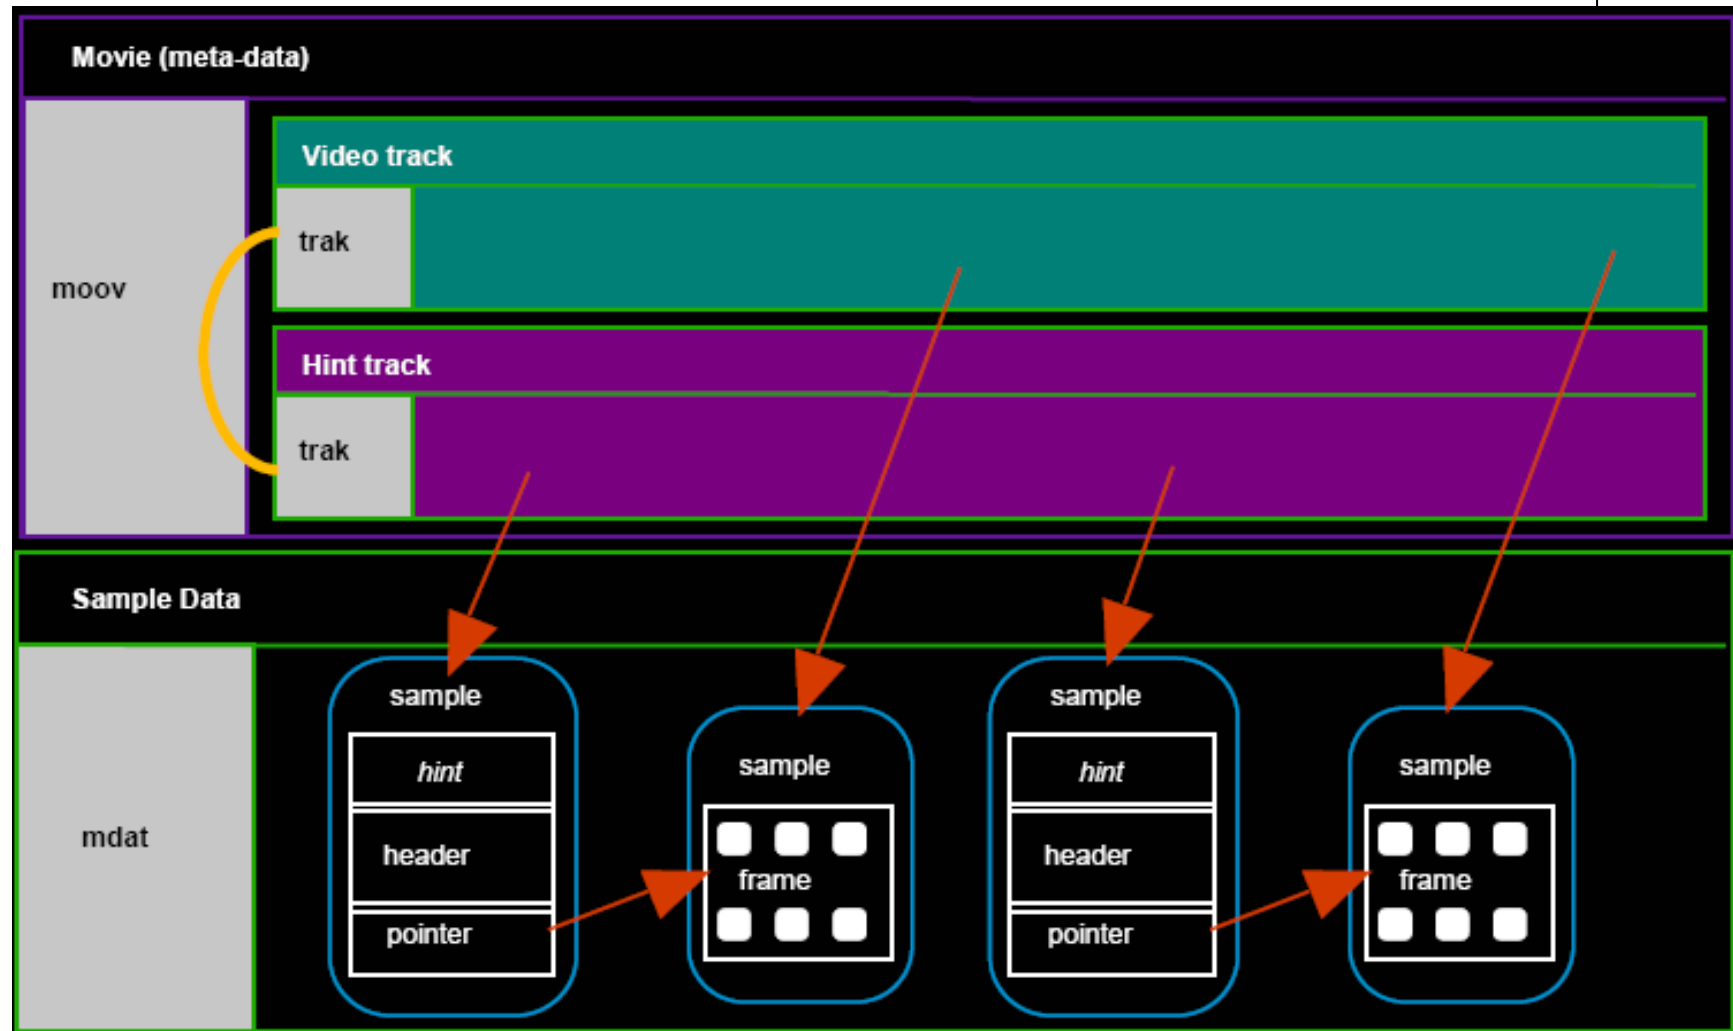 Movie (meta-data)
moov
Video track
trak
Hint track
trak
Sample Data
mdat
sample
hint
header
pointer
sample
frame
sample
hint
header
pointer
sample
frame